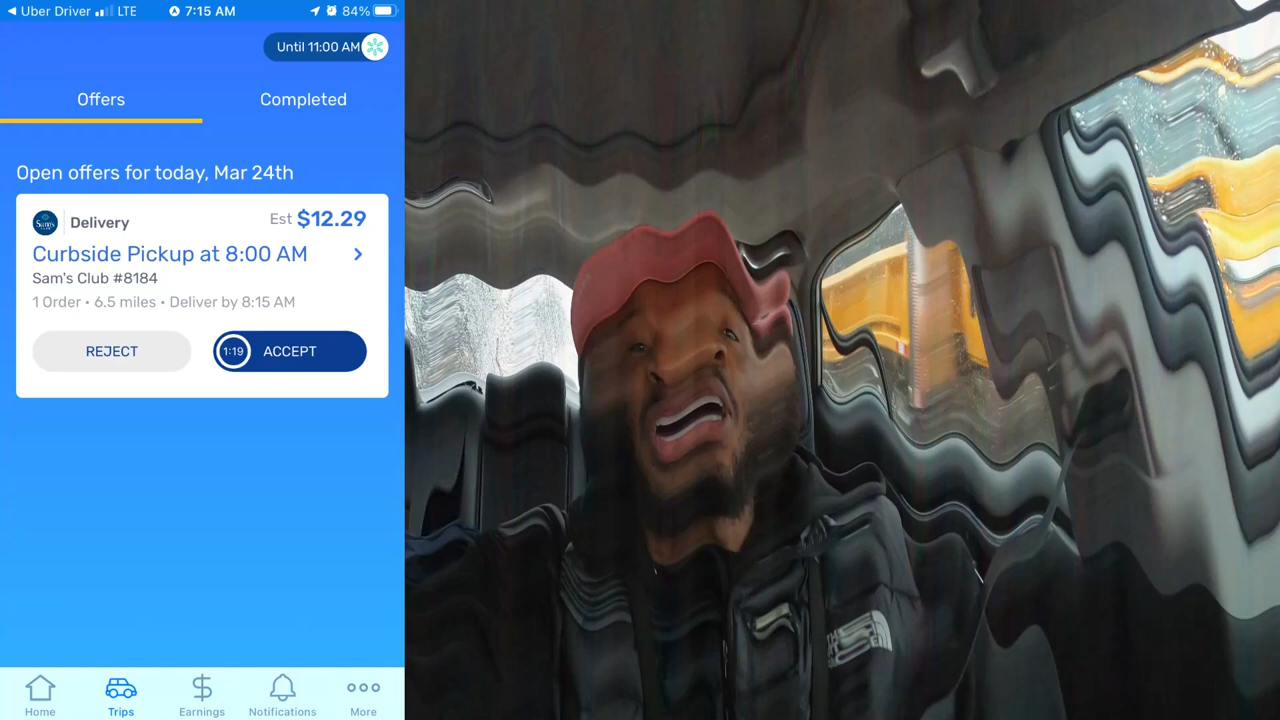 Uber Driver LTE 7:15 AM 84%
Until 11:00 AM
Offers Completed
Open offers for today, Mar 24th
Sam's Delivery Est $12.29
Curbside Pickup at 8:00 AM
Sam's Club #8184
1 Order • 6.5 miles • Deliver by 8:15 AM
REJECT 1:19 ACCEPT
Home Trips Earnings Notifications More